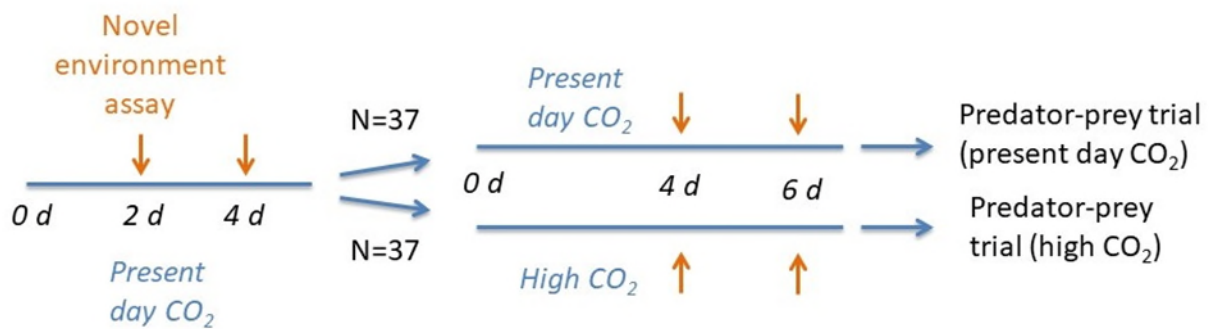 Novel
environment
assay
0 d
2 d
4 d
Present
day CO₂
N=37
N=37
Present
day CO₂
0 d
4 d
6 d
High CO₂
Predator-prey trial
(present day CO₂)
Predator-prey
trial (high CO₂)